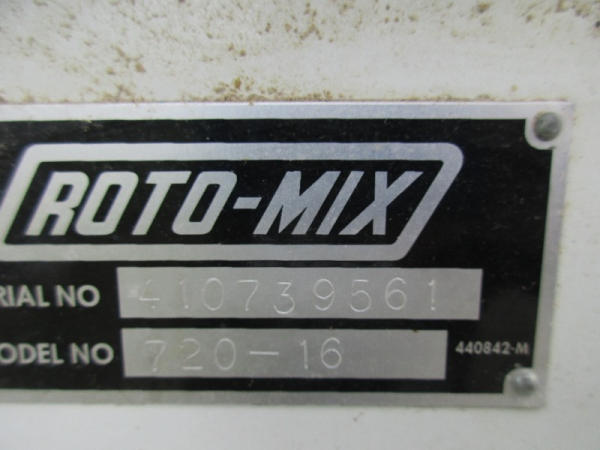 ROTO-MIX
RIAL NO 410739561
ODEL NO 720-16 440842-M